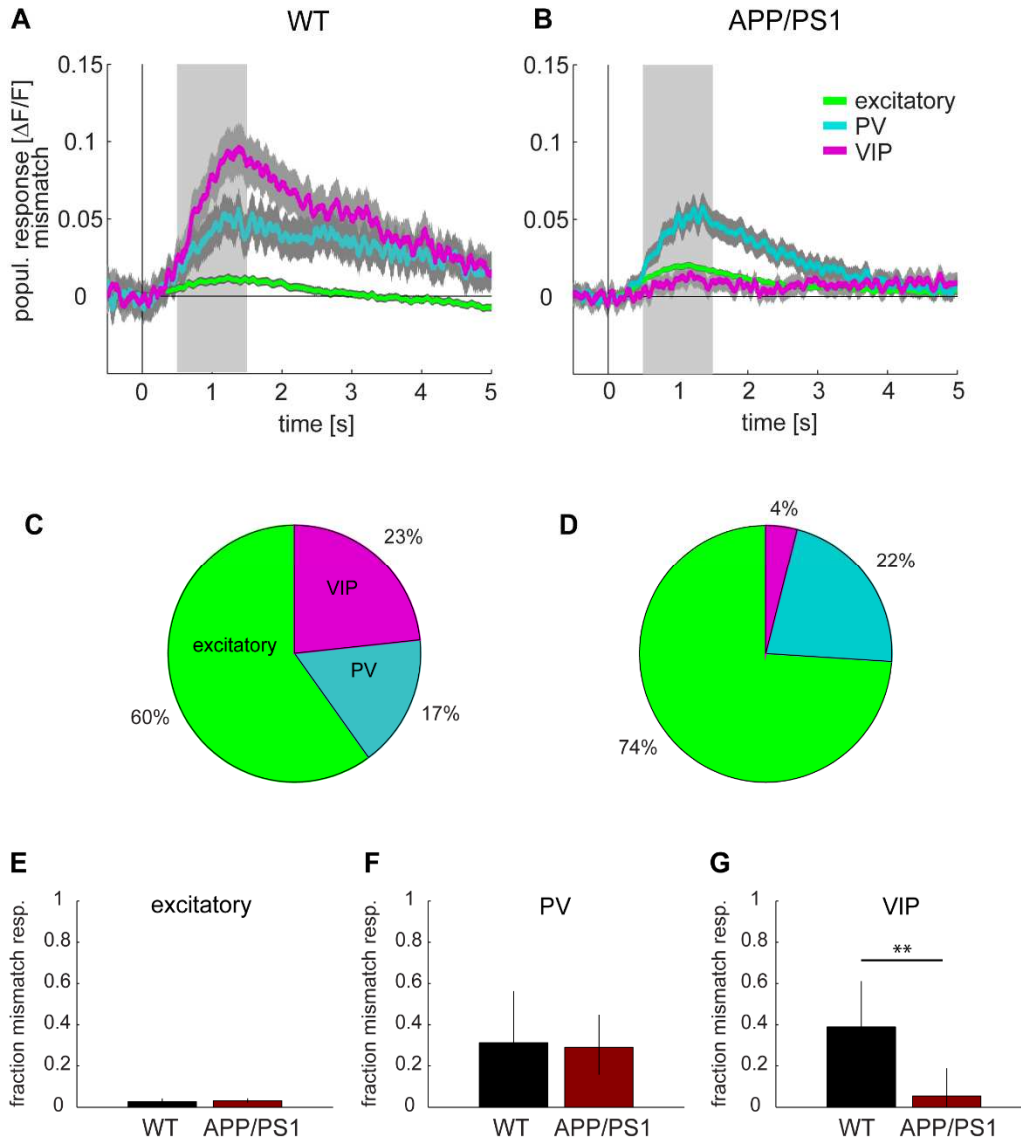 A
WT
B
APP/PS1
popul. response [ΔF/F]
mismatch
0.15
0.1
0.05
0
0 1 2 3 4 5
time [s]
0.15
0.1
0.05
0
0 1 2 3 4 5
time [s]
excitatory
PV
VIP
C
23%
VIP
excitatory
PV
60%
17%
D
4%
22%
74%
E
excitatory
fraction mismatch resp.
1
0.8
0.6
0.4
0.2
0
WT APP/PS1
F
PV
fraction mismatch resp.
1
0.8
0.6
0.4
0.2
0
WT APP/PS1
G
VIP
fraction mismatch resp.
1
0.8
0.6
0.4
0.2
0
**
WT APP/PS1